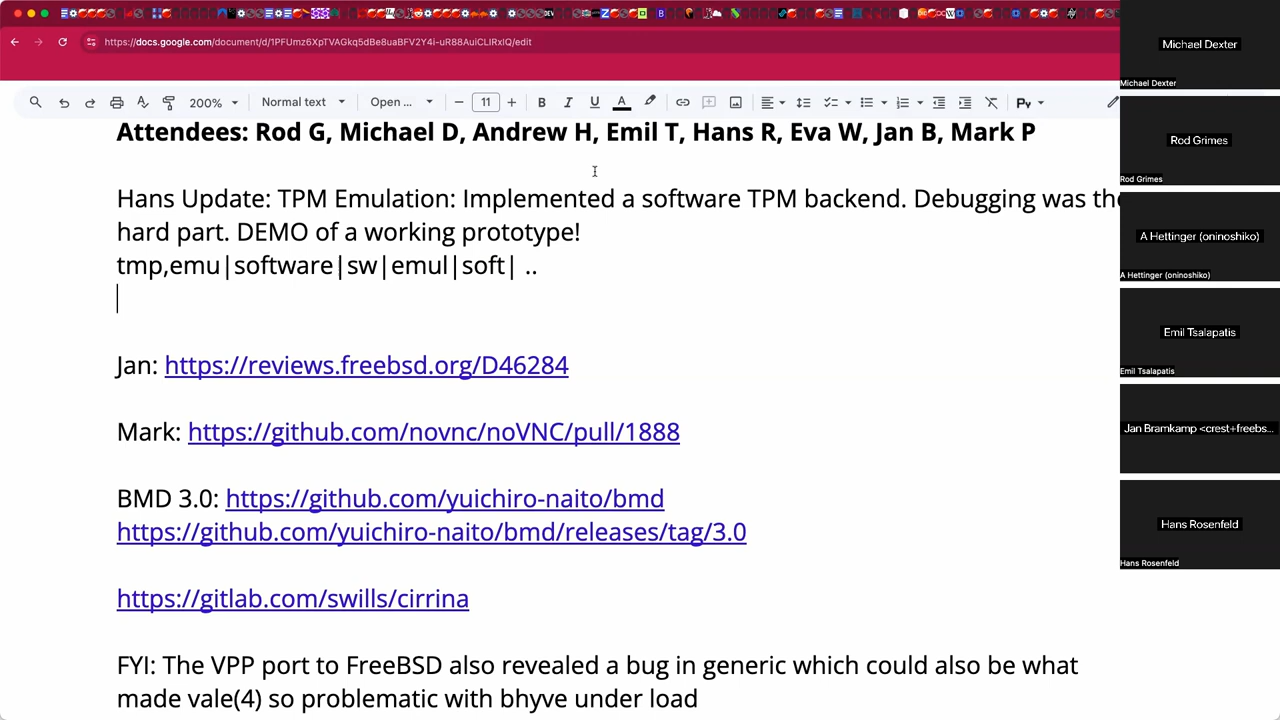 https://docs.google.com/document/d/1PFUmz6XpTVAGkq5dBe8uaBFV2Y4i-uR88AuiCLIRxIQ/edit
200% Normal text Open ... 11
Attendees: Rod G, Michael D, Andrew H, Emil T, Hans R, Eva W, Jan B, Mark P
Hans Update: TPM Emulation: Implemented a software TPM backend. Debugging was the
hard part. DEMO of a working prototype!
tmp,emu|software|sw|emul|soft| ..
Jan: https://reviews.freebsd.org/D46284
Mark: https://github.com/novnc/noVNC/pull/1888
BMD 3.0: https://github.com/yuichiro-naito/bmd
https://github.com/yuichiro-naito/bmd/releases/tag/3.0
https://gitlab.com/swills/cirrina
FYI: The VPP port to FreeBSD also revealed a bug in generic which could also be what
made vale(4) so problematic with bhyve under load
Michael Dexter
Michael Dexter
Rod Grimes
Rod Grimes
A Hettinger (oninoshiko)
A Hettinger (oninoshiko)
Emil Tsalapatis
Emil Tsalapatis
Jan Bramkamp <crest+freebs...
Hans Rosenfeld
Hans Rosenfeld